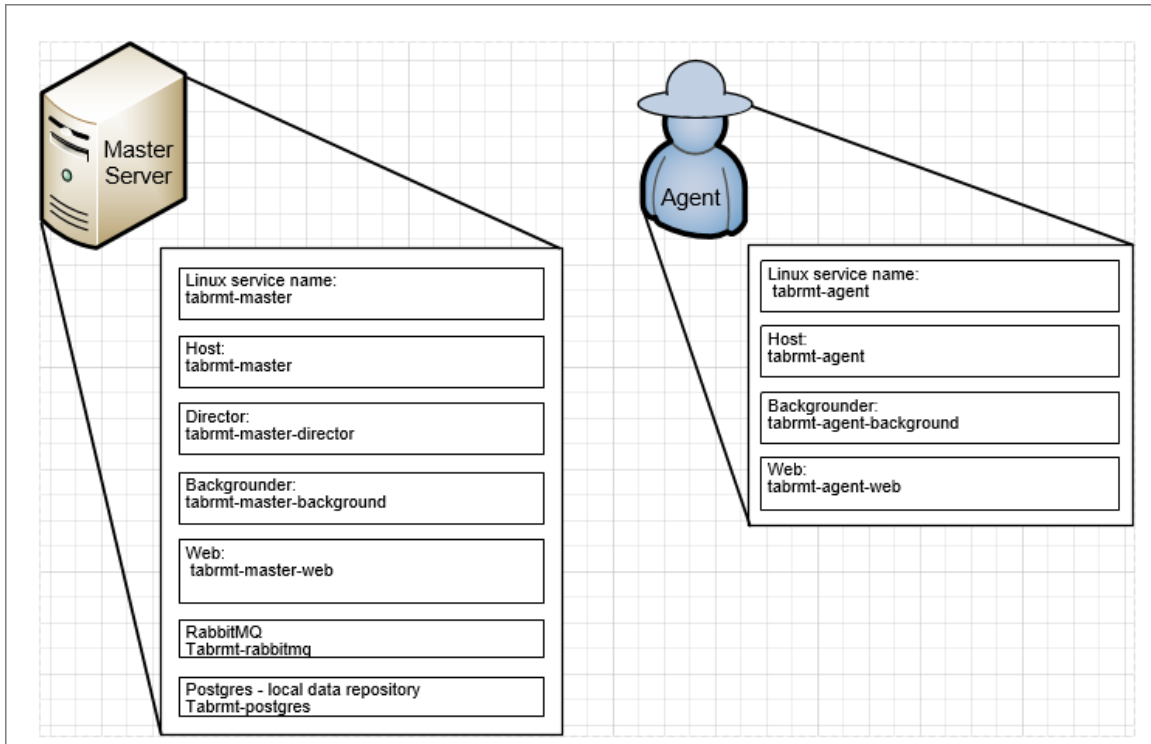 Master
Server
Linux service name:
tabrmt-master
Host:
tabrmt-master
Director:
tabrmt-master-director
Backgrounder:
tabrmt-master-background
Web:
tabrmt-master-web
RabbitMQ
Tabrmt-rabbitmq
Postgres - local data repository
Tabrmt-postgres
Agent
Linux service name:
tabrmt-agent
Host:
tabrmt-agent
Backgrounder:
tabrmt-agent-background
Web:
tabrmt-agent-web